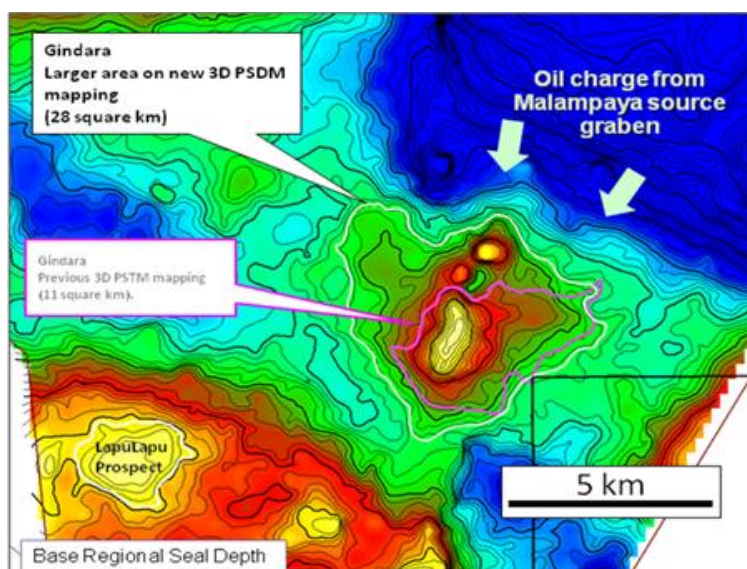 Gindara
Larger area on new 3D PSDM
mapping
(28 square km)
Oil charge from
Malampaya source
graben
Gindara
Previous 3D PSTM mapping
(11 square km).
LapuLapu
Prospect
5 km
Base Regional Seal Depth